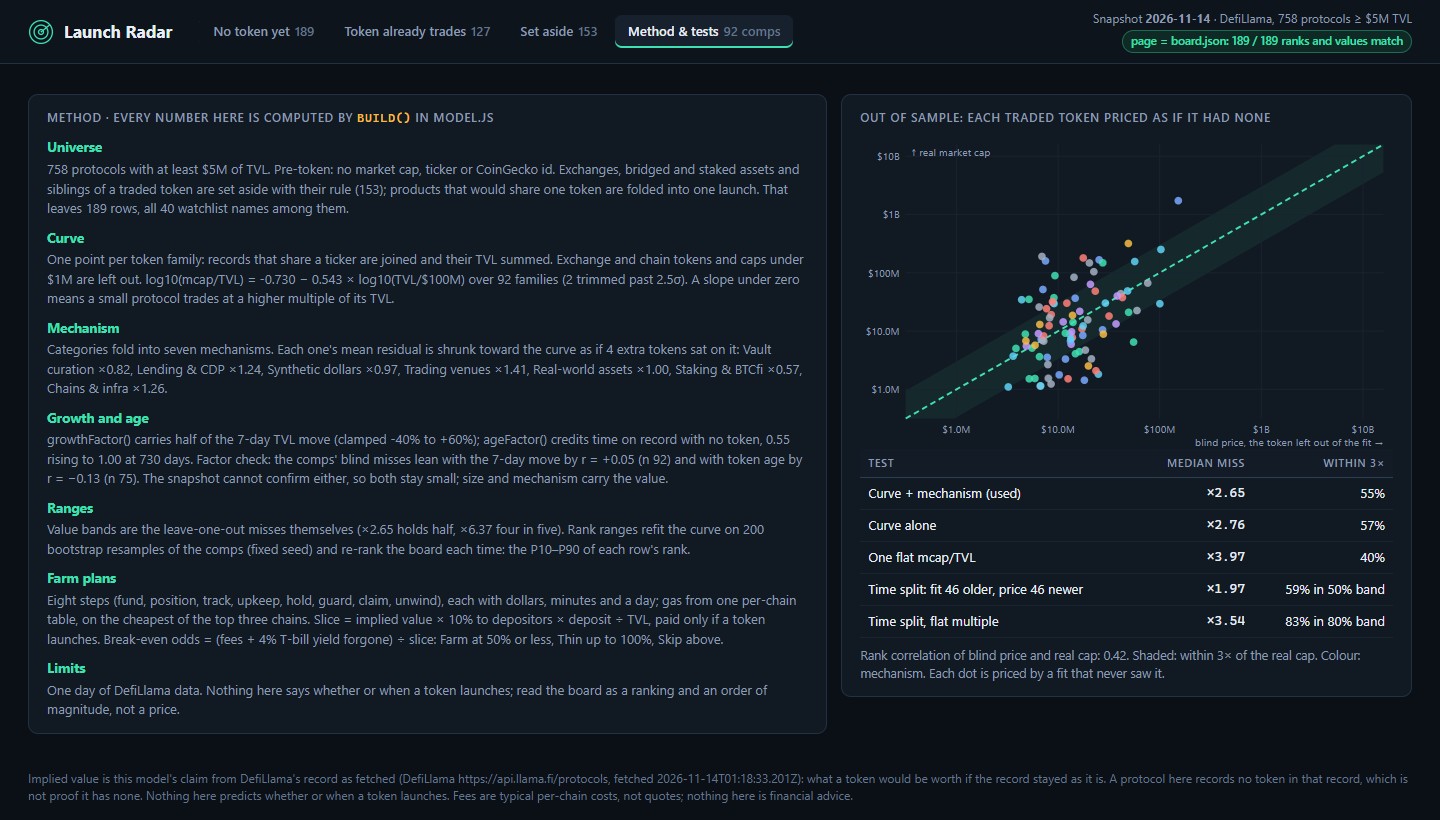 Launch Radar
No token yet 189
Token already trades 127
Set aside 153
Method & tests 92 comps
Snapshot 2026-11-14 · DefiLlama, 758 protocols ≥ $5M TVL
page = board.json: 189 / 189 ranks and values match
METHOD · EVERY NUMBER HERE IS COMPUTED BY BUILD() IN MODEL.JS
Universe
758 protocols with at least $5M of TVL. Pre-token: no market cap, ticker or CoinGecko id. Exchanges, bridged and staked assets and
siblings of a traded token are set aside with their rule (153); products that would share one token are folded into one launch. That
leaves 189 rows, all 40 watchlist names among them.
Curve
One point per token family: records that share a ticker are joined and their TVL summed. Exchange and chain tokens and caps under
$1M are left out. log10(mcap/TVL) = -0.730 − 0.543 × log10(TVL/$100M) over 92 families (2 trimmed past 2.5σ). A slope under zero
means a small protocol trades at a higher multiple of its TVL.
Mechanism
Categories fold into seven mechanisms. Each one's mean residual is shrunk toward the curve as if 4 extra tokens sat on it: Vault
curation ×0.82, Lending & CDP ×1.24, Synthetic dollars ×0.97, Trading venues ×1.41, Real-world assets ×1.00, Staking & BTCfi ×0.57,
Chains & infra ×1.26.
Growth and age
growthFactor() carries half of the 7-day TVL move (clamped -40% to +60%); ageFactor() credits time on record with no token, 0.55
rising to 1.00 at 730 days. Factor check: the comps' blind misses lean with the 7-day move by r = +0.05 (n 92) and with token age by
r = −0.13 (n 75). The snapshot cannot confirm either, so both stay small; size and mechanism carry the value.
Ranges
Value bands are the leave-one-out misses themselves (×2.65 holds half, ×6.37 four in five). Rank ranges refit the curve on 200
bootstrap resamples of the comps (fixed seed) and re-rank the board each time: the P10–P90 of each row's rank.
Farm plans
Eight steps (fund, position, track, upkeep, hold, guard, claim, unwind), each with dollars, minutes and a day; gas from one per-chain
table, on the cheapest of the top three chains. Slice = implied value × 10% to depositors × deposit ÷ TVL, paid only if a token
launches. Break-even odds = (fees + 4% T-bill yield forgone) ÷ slice: Farm at 50% or less, Thin up to 100%, Skip above.
Limits
One day of DefiLlama data. Nothing here says whether or when a token launches; read the board as a ranking and an order of
magnitude, not a price.
OUT OF SAMPLE: EACH TRADED TOKEN PRICED AS IF IT HAD NONE
↑ real market cap
$10B
$1B
$100M
$10.0M
$1.0M
$1.0M
$10.0M
$100M
$1B
$10B
blind price, the token left out of the fit →
TEST MEDIAN MISS WITHIN 3×
Curve + mechanism (used) ×2.65 55%
Curve alone ×2.76 57%
One flat mcap/TVL ×3.97 40%
Time split: fit 46 older, price 46 newer ×1.97 59% in 50% band
Time split, flat multiple ×3.54 83% in 80% band
Rank correlation of blind price and real cap: 0.42. Shaded: within 3× of the real cap. Colour:
mechanism. Each dot is priced by a fit that never saw it.
Implied value is this model's claim from DefiLlama's record as fetched (DefiLlama https://api.llama.fi/protocols, fetched 2026-11-14T01:18:33.201Z): what a token would be worth if the record stayed as it is. A protocol here records no token in that record, which is
not proof it has none. Nothing here predicts whether or when a token launches. Fees are typical per-chain costs, not quotes; nothing here is financial advice.